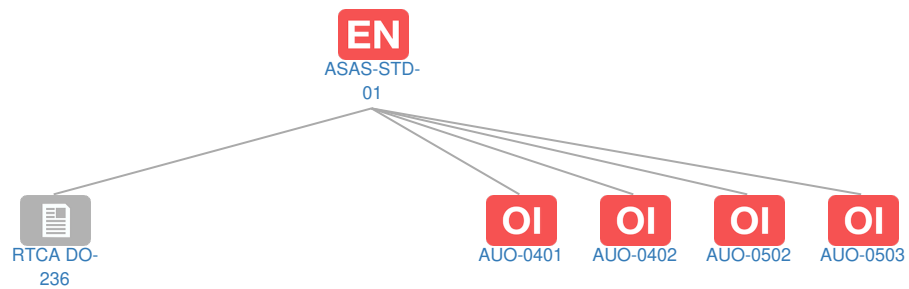 EN
ASAS-STD-
01
OI
OI
OI
OI
RTCA DO-
236
AUO-0401
AUO-0402
AUO-0502
AUO-0503